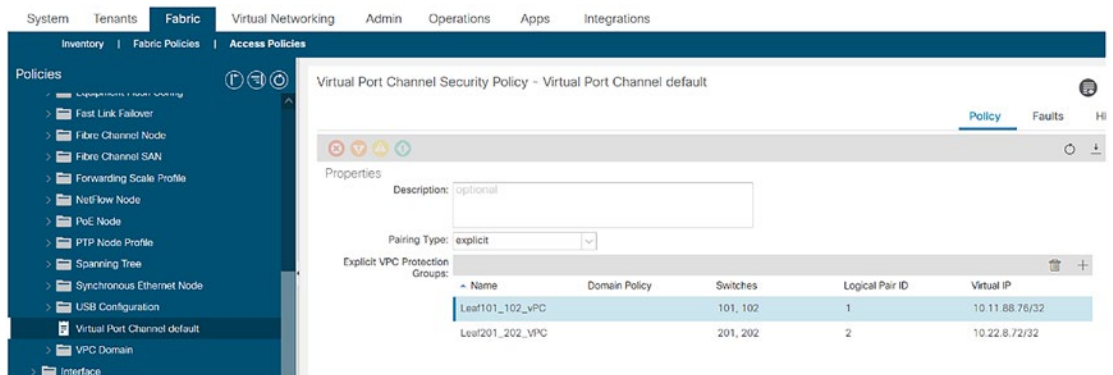 System Tenants Fabric Virtual Networking Admin Operations Apps Integrations
Inventory | Fabric Policies | Access Policies
Policies
Fast Link Failover
Fibre Channel Node
Fibre Channel SAN
Forwarding Scale Profile
NetFlow Node
PoE Node
PTP Node Profile
Spanning Tree
Synchronous Ethernet Node
USB Configuration
Virtual Port Channel default
VPC Domain
Interface
Virtual Port Channel Security Policy - Virtual Port Channel default
Policy Faults Hi
Properties
Description: optional
Pairing Type: explicit
Explicit VPC Protection
Groups:
Name Domain Policy Switches Logical Pair ID Virtual IP
Leaf101_102_vPC 101, 102 1 10.11.88.76/32
Leaf201_202_VPC 201, 202 2 10.22.8.72/32